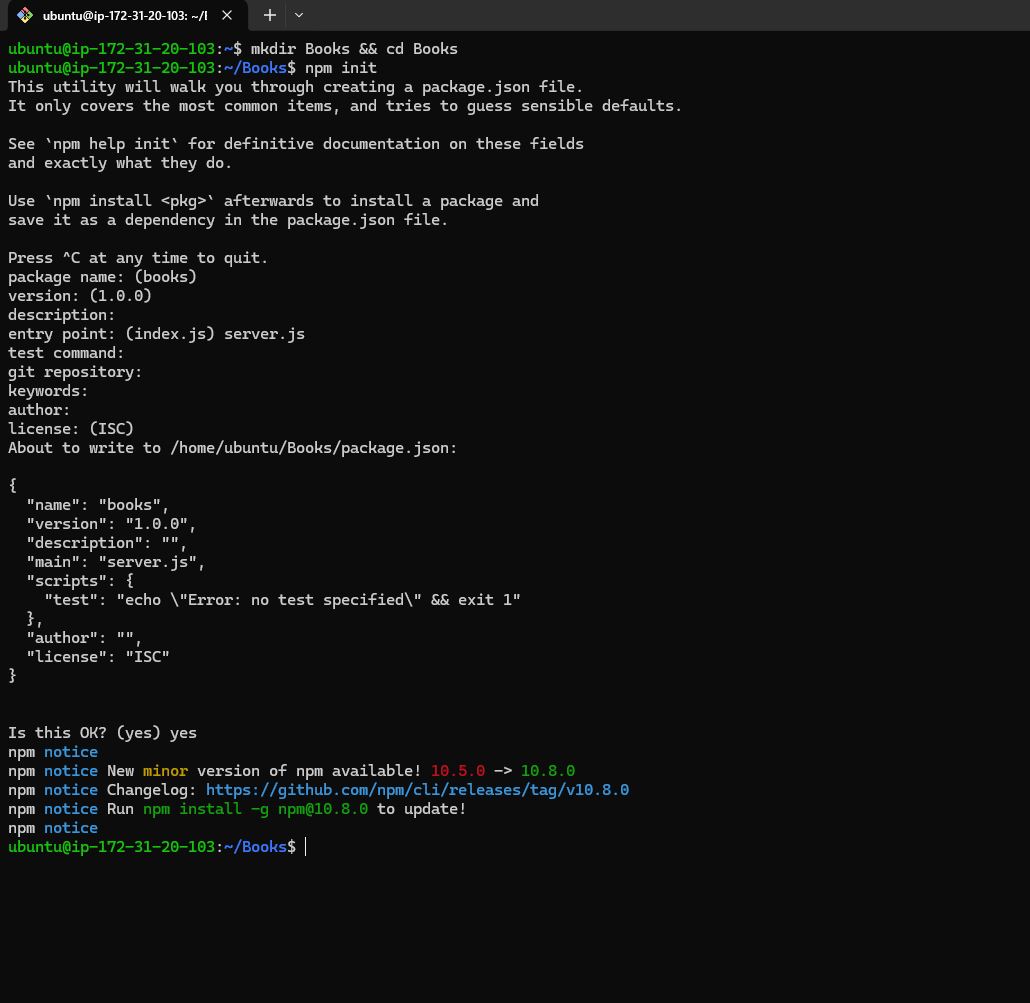 ubuntu@ip-172-31-20-103: ~/
ubuntu@ip-172-31-20-103:~$ mkdir Books && cd Books
ubuntu@ip-172-31-20-103:~/Books$ npm init
This utility will walk you through creating a package.json file.
It only covers the most common items, and tries to guess sensible defaults.

See `npm help init` for definitive documentation on these fields
and exactly what they do.

Use `npm install <pkg>` afterwards to install a package and
save it as a dependency in the package.json file.

Press ^C at any time to quit.
package name: (books)
version: (1.0.0)
description:
entry point: (index.js) server.js
test command:
git repository:
keywords:
author:
license: (ISC)
About to write to /home/ubuntu/Books/package.json:

{
  "name": "books",
  "version": "1.0.0",
  "description": "",
  "main": "server.js",
  "scripts": {
    "test": "echo \"Error: no test specified\" && exit 1"
  },
  "author": "",
  "license": "ISC"
}

Is this OK? (yes) yes
npm notice
npm notice New minor version of npm available! 10.5.0 -> 10.8.0
npm notice Changelog: https://github.com/npm/cli/releases/tag/v10.8.0
npm notice Run npm install -g npm@10.8.0 to update!
npm notice
ubuntu@ip-172-31-20-103:~/Books$